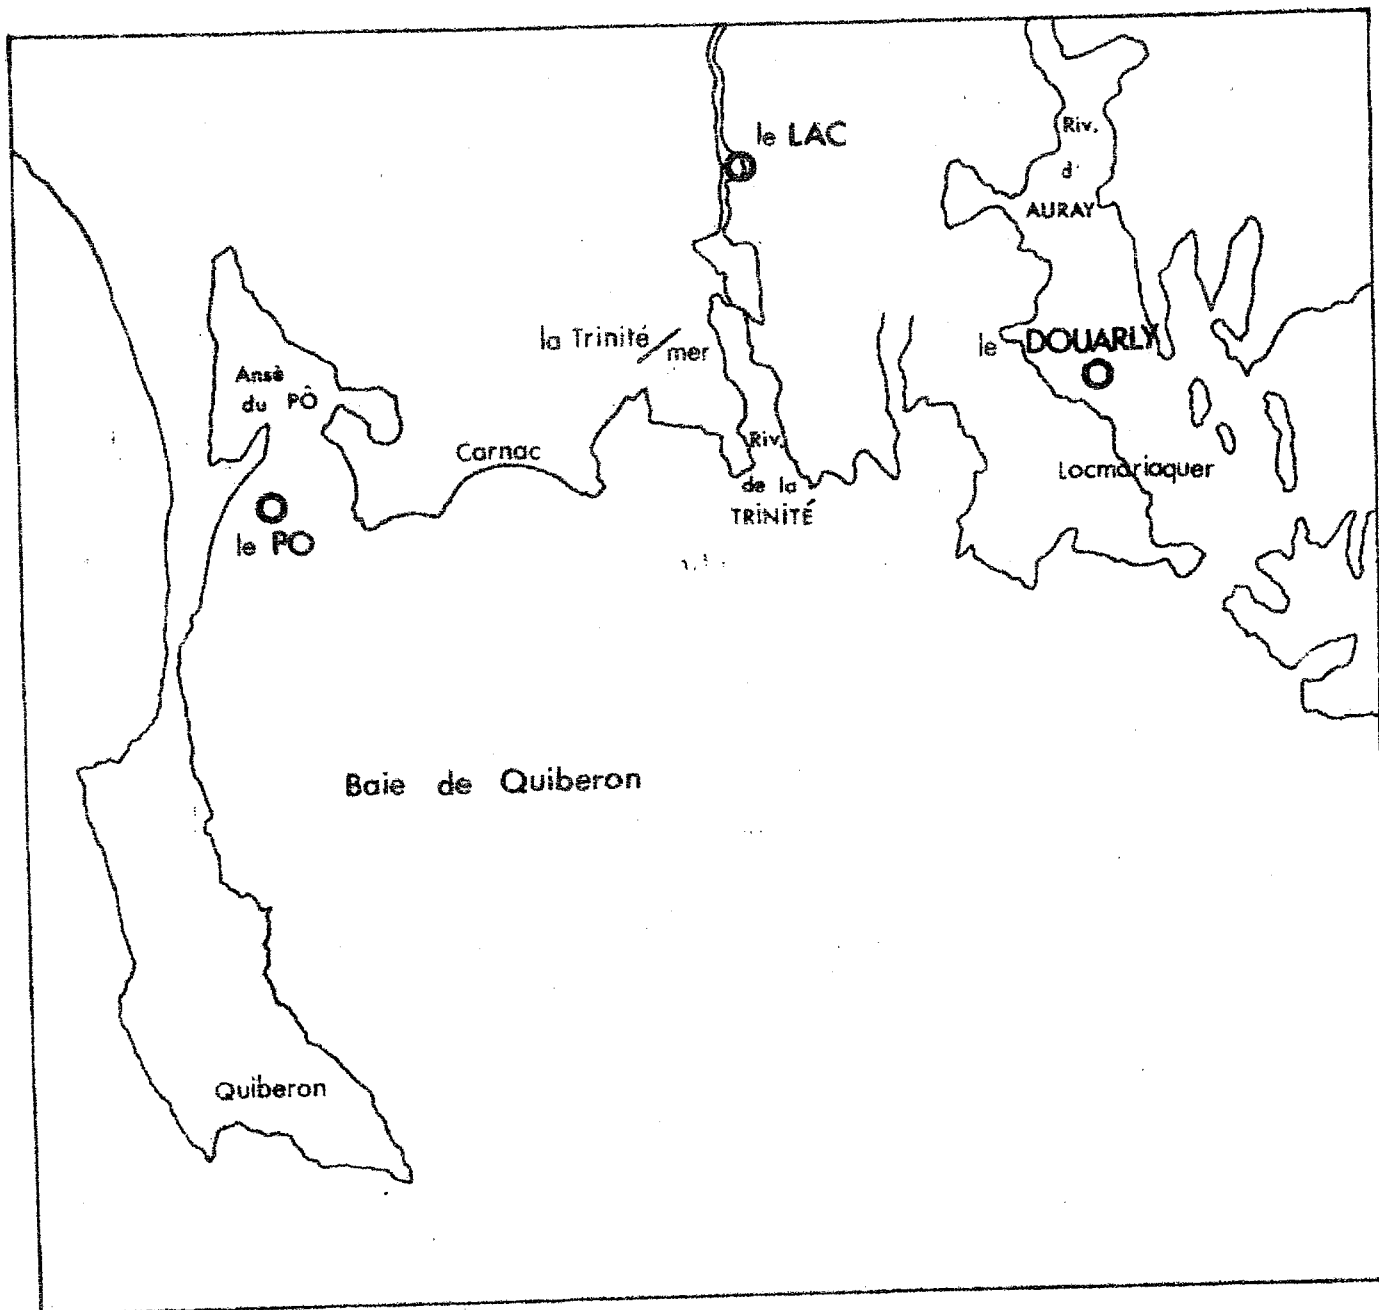 le LAC
Riv.
d'
AURAY
la Trinité / mer
le DOUARLY
Ansè
du PÔ
Carnac
Riv.
de la
TRINITÉ
Locmariaquer
le PO
Baie de Quiberon
Quiberon